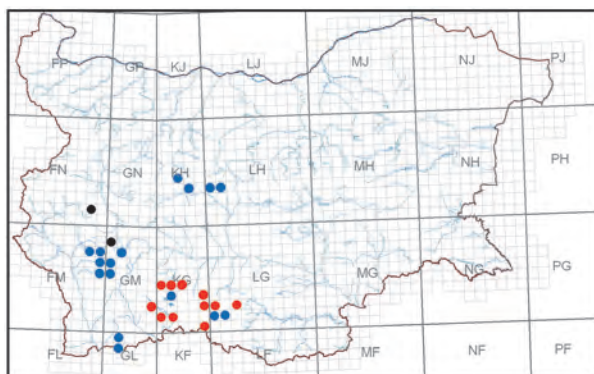 FP GP KJ LJ MJ NJ PJ
FN GN KH LH MH NH PH
FM GM KG LG MG NG PG
FL GL KF LF MF NF PF